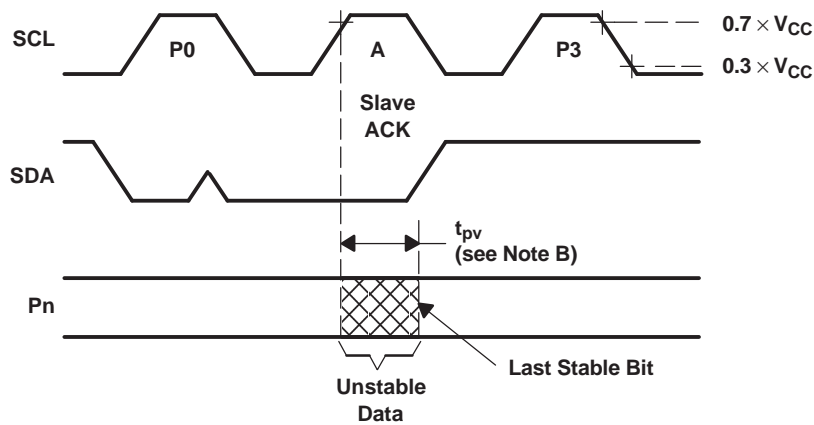 SCL
P0
A
P3
0.7 × VCC
0.3 × VCC
Slave
ACK
SDA
tpv
(see Note B)
Pn
Last Stable Bit
Unstable
Data